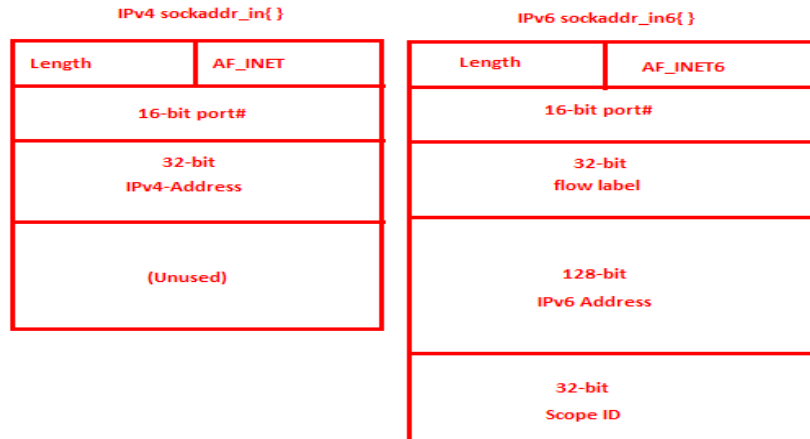 IPv4 sockaddr_in{ }
Length
AF_INET
16-bit port#
32-bit
IPv4-Address
(Unused)
IPv6 sockaddr_in6{ }
Length
AF_INET6
16-bit port#
32-bit
flow label
128-bit
IPv6 Address
32-bit
Scope ID